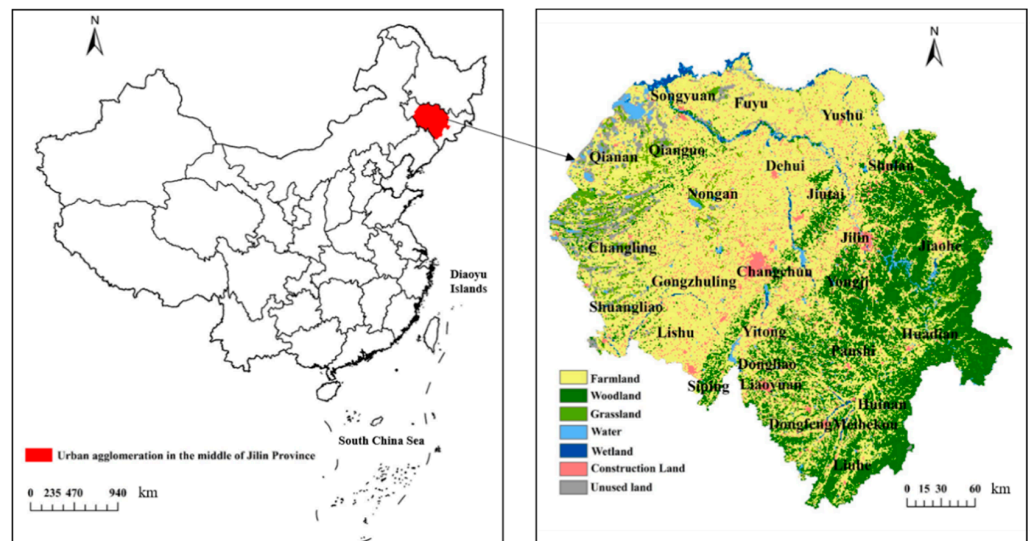 N
Diaoyu
Islands
South China Sea
Urban agglomeration in the middle of Jilin Province
0 235 470 940 km
N
Songyuan
Fuyu
Yushu
Qianan
Qianguo
Dehui
Shulan
Nongan
Jiutai
Changling
Jilin
Jiaohe
Changchun
Gongzhuling
Yongji
Shuangliao
Lishu
Yitong
Huadian
Panshi
Dongliao
Siping
Liaoyuan
Huinan
Dongfeng
Meihekou
Liuhe
Farmland
Woodland
Grassland
Water
Wetland
Construction Land
Unused land
0 15 30 60 km